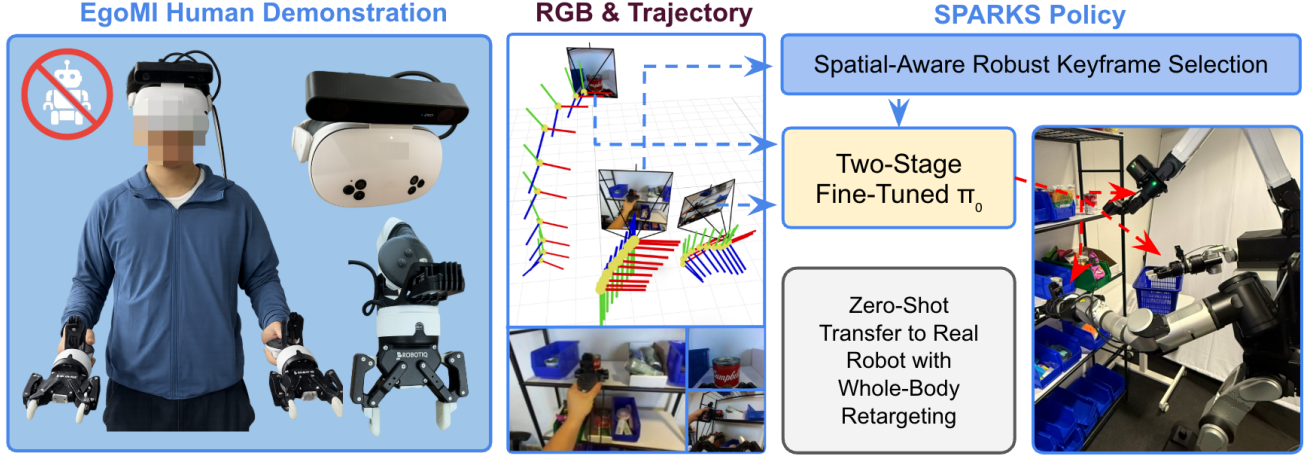 EgoMI Human Demonstration
RGB & Trajectory
SPARKS Policy
Spatial-Aware Robust Keyframe Selection
Two-Stage
Fine-Tuned π₀
Zero-Shot
Transfer to Real
Robot with
Whole-Body
Retargeting
ROBOTIQ
Campbell